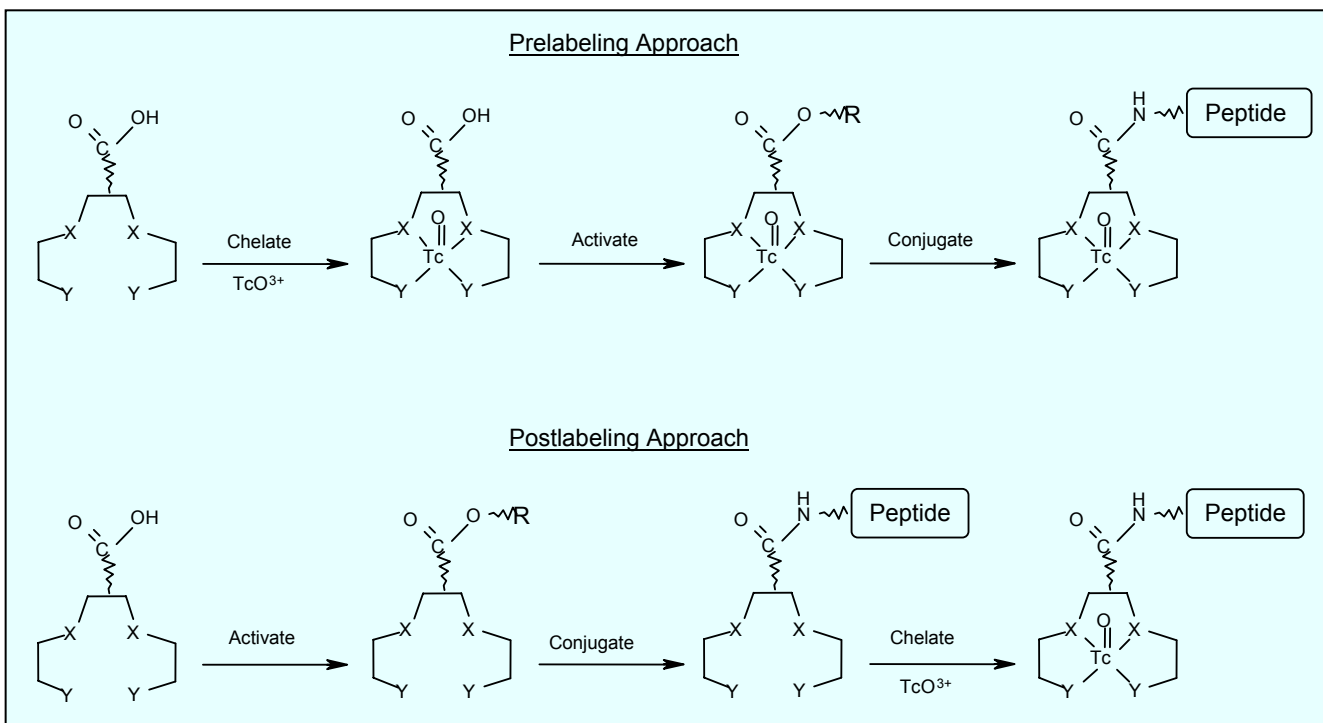 Prelabeling Approach
O OH C X X Y Y
Chelate
TcO³⁺
O OH C O X X Tc Y Y
Activate
O O R C O X X Tc Y Y
Conjugate
O H N C Peptide O X X Tc Y Y
Postlabeling Approach
O OH C X X Y Y
Activate
O O R C X X Y Y
Conjugate
O H N C Peptide X X Y Y
Chelate
TcO³⁺
O H N C Peptide O X X Tc Y Y